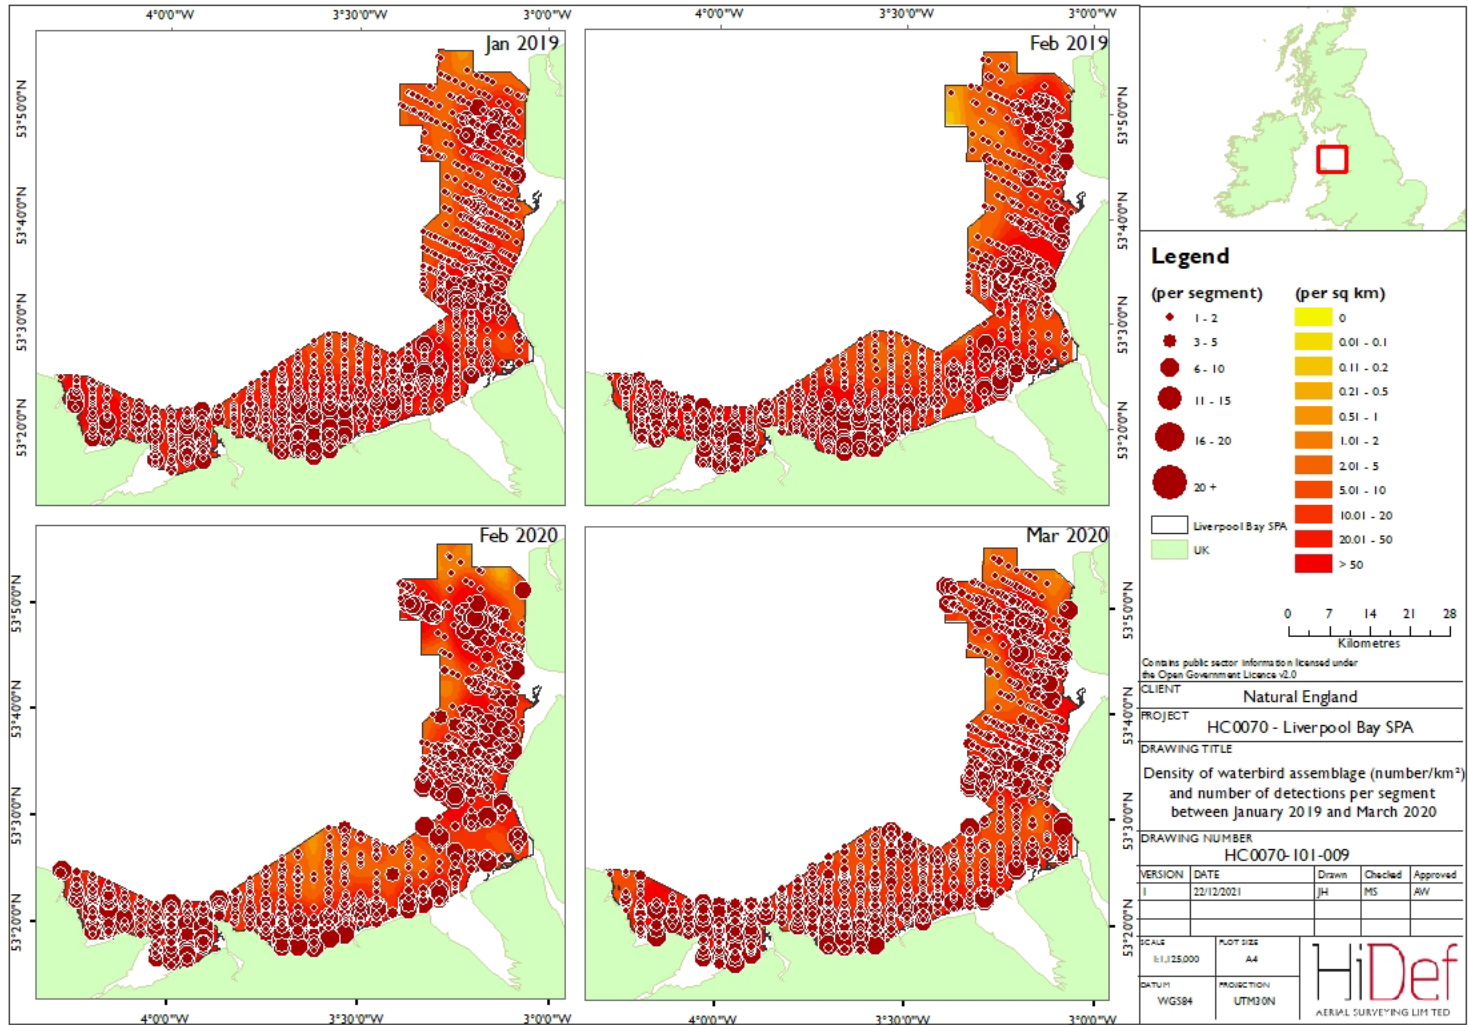 4°0'0"W 3°30'0"W 3°0'0"W 4°0'0"W 3°30'0"W 3°0'0"W
Jan 2019
Feb 2019
53°50'0"N
53°40'0"N
53°30'0"N
53°20'0"N
53°50'0"N
53°40'0"N
53°30'0"N
53°20'0"N
Feb 2020
Mar 2020
53°50'0"N
53°40'0"N
53°30'0"N
53°20'0"N
53°50'0"N
53°40'0"N
53°30'0"N
53°20'0"N
4°0'0"W 3°30'0"W 3°0'0"W 4°0'0"W 3°30'0"W 3°0'0"W
Legend
(per segment)
1 - 2
3 - 5
6 - 10
11 - 15
16 - 20
20 +
Liverpool Bay SPA
UK
(per sq km)
0
0.01 - 0.1
0.11 - 0.2
0.21 - 0.5
0.51 - 1
1.01 - 2
2.01 - 5
5.01 - 10
10.01 - 20
20.01 - 50
> 50
0 7 14 21 28
Kilometres
Contains public sector information licensed under
the Open Government Licence v2.0
CLIENT
Natural England
PROJECT
HC0070 - Liverpool Bay SPA
DRAWING TITLE
Density of waterbird assemblage (number/km²)
and number of detections per segment
between January 2019 and March 2020
DRAWING NUMBER
HC0070-101-009
VERSION DATE Drawn Checked Approved
1 22/12/2021 JH MS AW
SCALE PLOT SIZE
1:1,125,000 A4
DATUM PROJECTION
WGS84 UTM30N
HiDef
AERIAL SURVEYING LIMITED